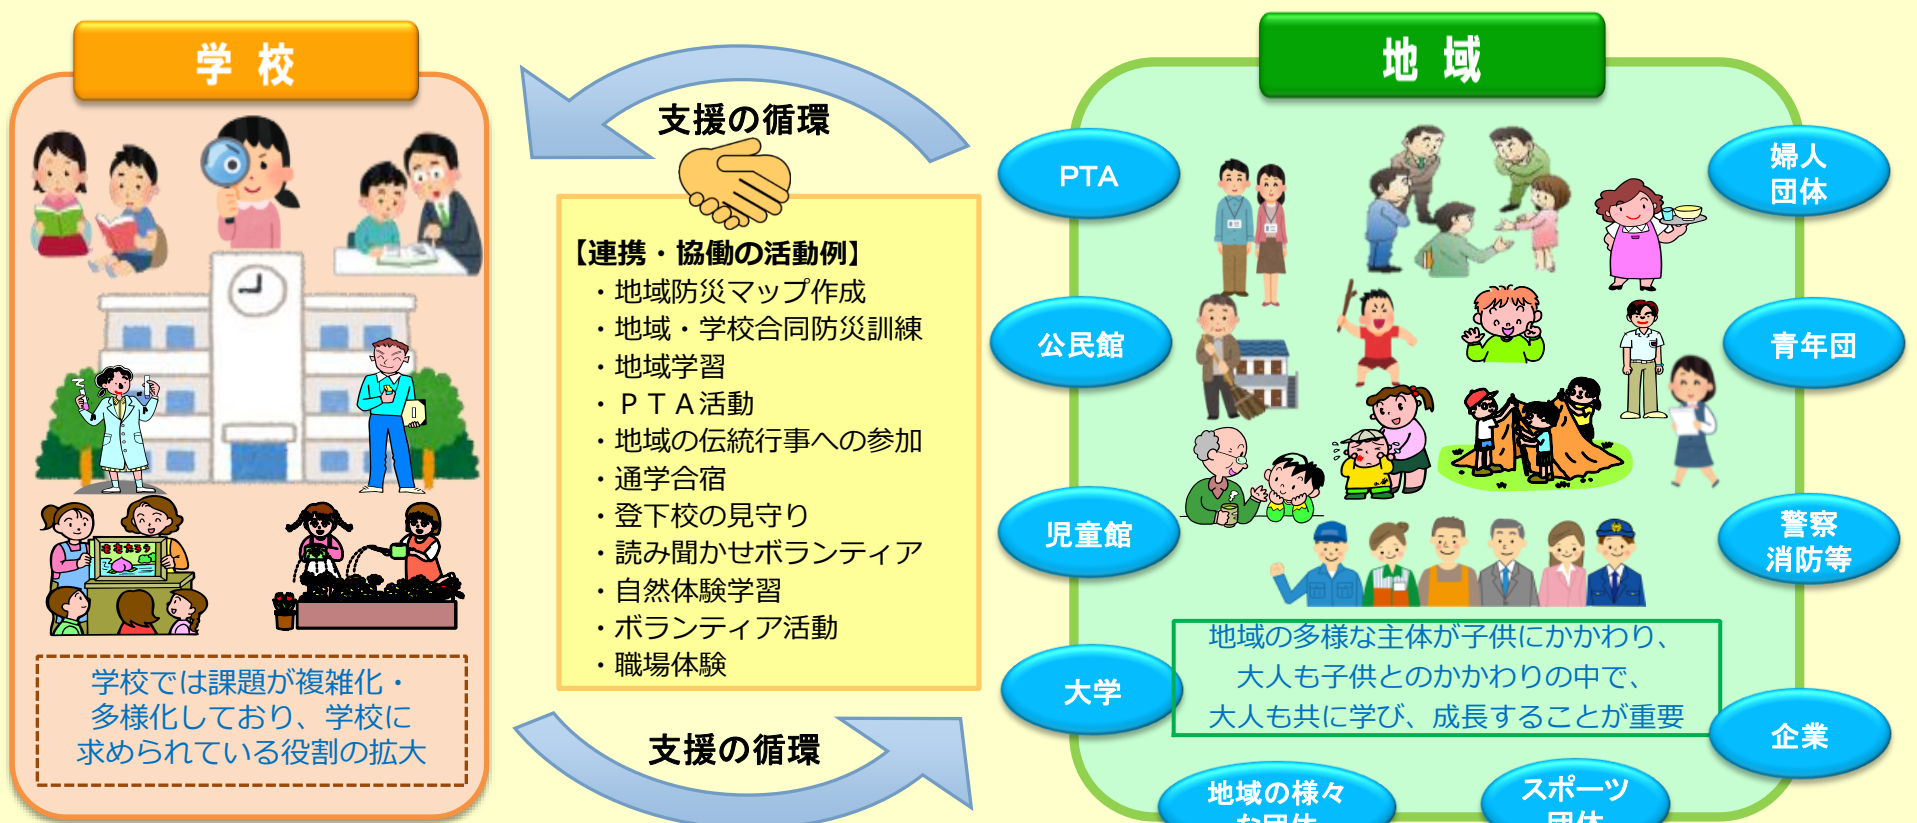 学校
学校では課題が複雑化・
多様化しており、学校に
求められている役割の拡大
支援の循環
【連携・協働の活動例】
・地域防災マップ作成
・地域・学校合同防災訓練
・地域学習
・ＰＴＡ活動
・地域の伝統行事への参加
・通学合宿
・登下校の見守り
・読み聞かせボランティア
・自然体験学習
・ボランティア活動
・職場体験
支援の循環
地域
PTA
公民館
児童館
大学
婦人
団体
青年団
警察
消防等
企業
地域の多様な主体が子供にかかわり、
大人も子供とのかかわりの中で、
大人も共に学び、成長することが重要
地域の様々
な団体
スポーツ
団体